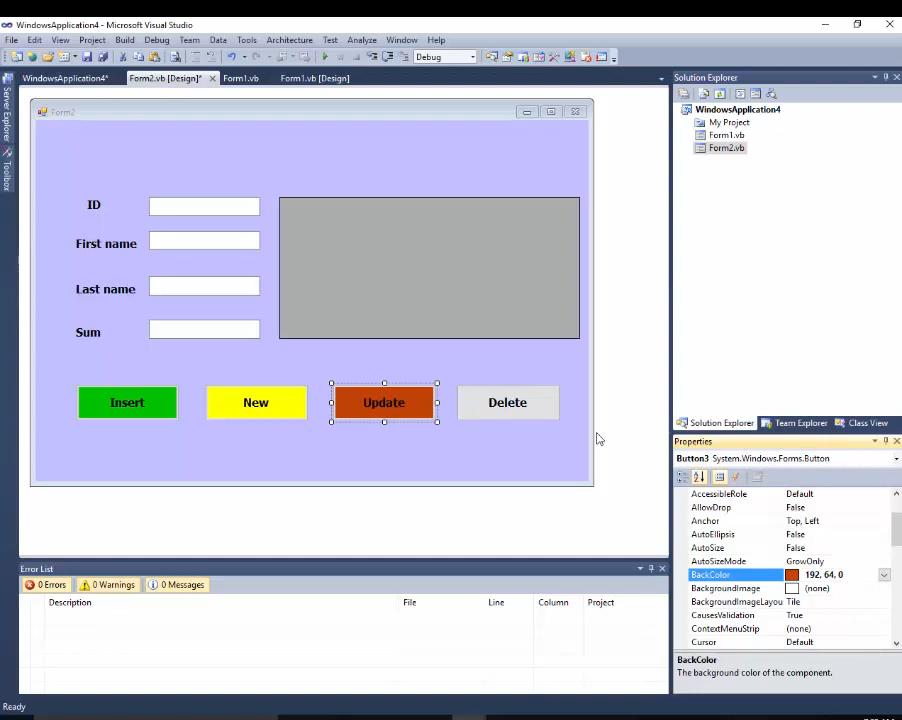 WindowsApplication4 - Microsoft Visual Studio
File Edit View Project Build Debug Team Data Tools Architecture Test Analyze Window Help
Debug
WindowsApplication4* Form2.vb [Design]* Form1.vb Form1.vb [Design]
Server Explorer
Toolbox
Form2
ID
First name
Last name
Sum
Insert New Update Delete
Error List
0 Errors 0 Warnings 0 Messages
Description File Line Column Project
Ready
Solution Explorer
WindowsApplication4
My Project
Form1.vb
Form2.vb
Solution Explorer Team Explorer Class View
Properties
Button3 System.Windows.Forms.Button
AccessibleRole Default
AllowDrop False
Anchor Top, Left
AutoEllipsis False
AutoSize False
AutoSizeMode GrowOnly
BackColor 192, 64, 0
BackgroundImage (none)
BackgroundImageLayou Tile
CausesValidation True
ContextMenuStrip (none)
Cursor Default
BackColor
The background color of the component.